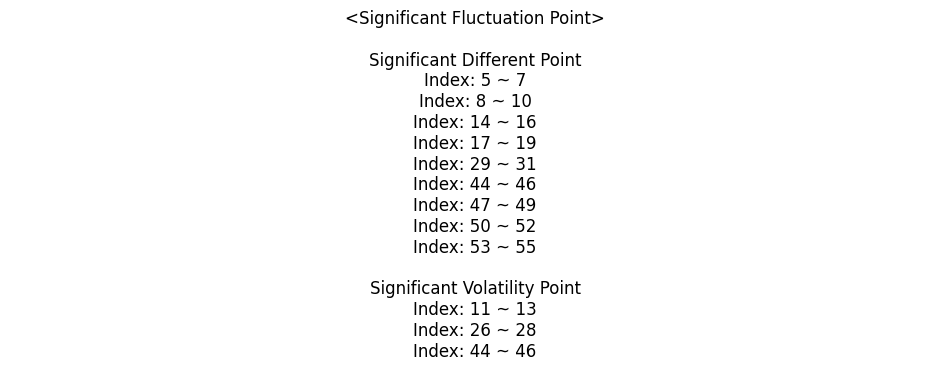 <Significant Fluctuation Point>
Significant Different Point
Index: 5 ~ 7
Index: 8 ~ 10
Index: 14 ~ 16
Index: 17 ~ 19
Index: 29 ~ 31
Index: 44 ~ 46
Index: 47 ~ 49
Index: 50 ~ 52
Index: 53 ~ 55
Significant Volatility Point
Index: 11 ~ 13
Index: 26 ~ 28
Index: 44 ~ 46